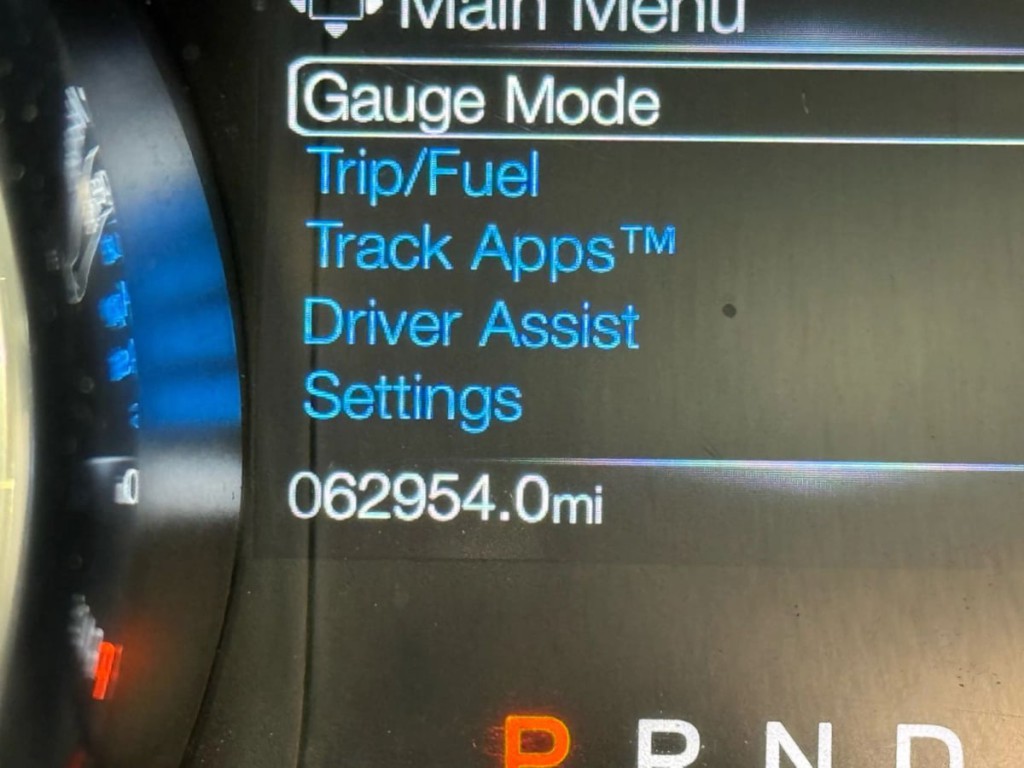 Main Menu
Gauge Mode
Trip/Fuel
Track Apps™
Driver Assist
Settings
062954.0mi
P R N D